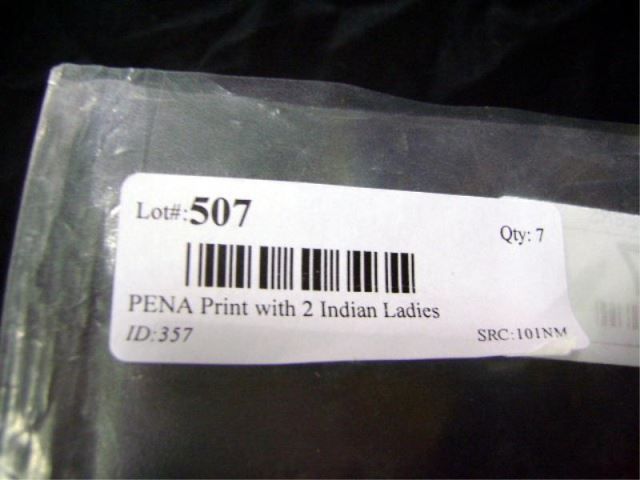 Lot#:507
Qty: 7
PENA Print with 2 Indian Ladies
ID:357
SRC:101NM